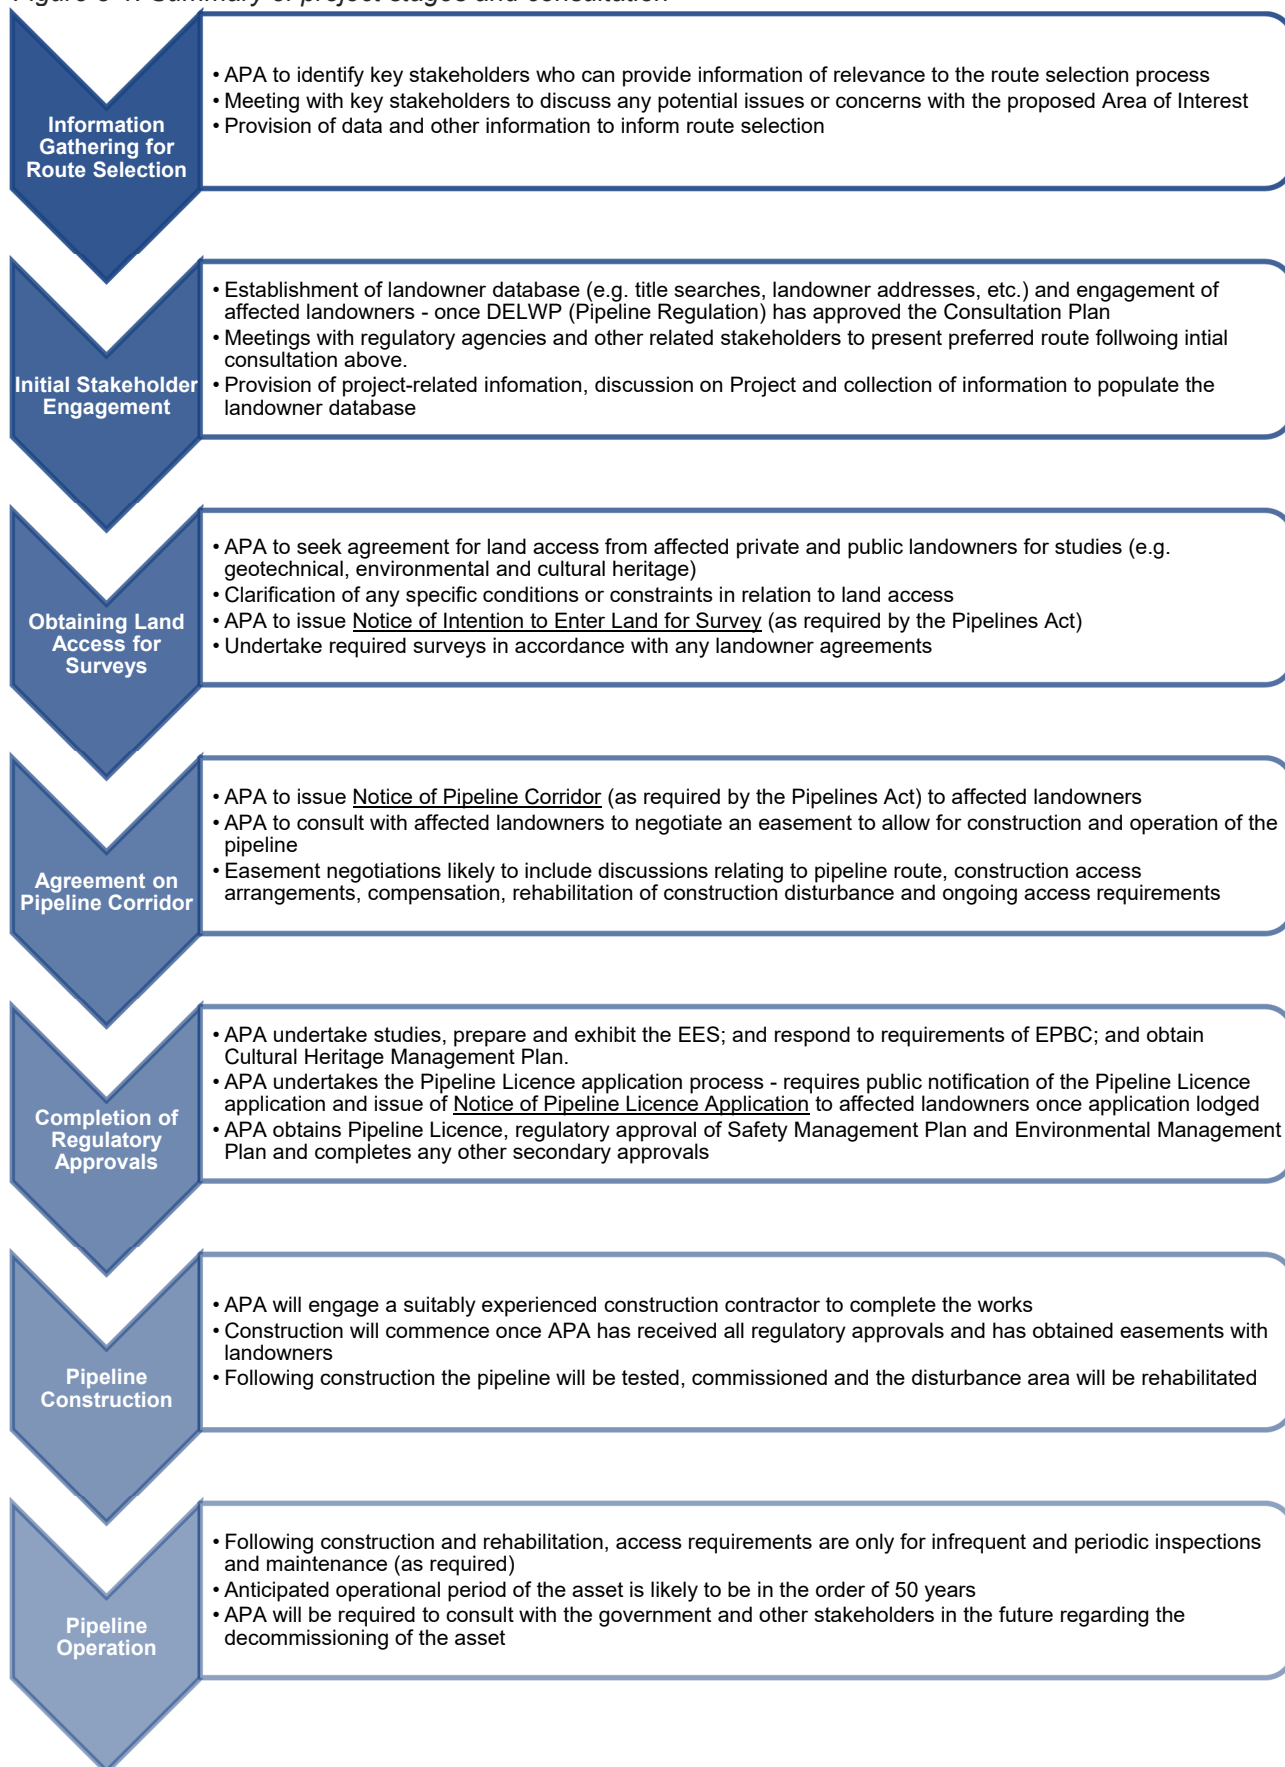 Figure 3-1: Summary of project stages and consultation
Information
Gathering for
Route Selection
• APA to identify key stakeholders who can provide information of relevance to the route selection process
• Meeting with key stakeholders to discuss any potential issues or concerns with the proposed Area of Interest
• Provision of data and other information to inform route selection
Initial Stakeholder
Engagement
• Establishment of landowner database (e.g. title searches, landowner addresses, etc.) and engagement of
affected landowners - once DELWP (Pipeline Regulation) has approved the Consultation Plan
• Meetings with regulatory agencies and other related stakeholders to present preferred route follwoing intial
consultation above.
• Provision of project-related infomation, discussion on Project and collection of information to populate the
landowner database
Obtaining Land
Access for
Surveys
• APA to seek agreement for land access from affected private and public landowners for studies (e.g.
geotechnical, environmental and cultural heritage)
• Clarification of any specific conditions or constraints in relation to land access
• APA to issue Notice of Intention to Enter Land for Survey (as required by the Pipelines Act)
• Undertake required surveys in accordance with any landowner agreements
Agreement on
Pipeline Corridor
• APA to issue Notice of Pipeline Corridor (as required by the Pipelines Act) to affected landowners
• APA to consult with affected landowners to negotiate an easement to allow for construction and operation of the
pipeline
• Easement negotiations likely to include discussions relating to pipeline route, construction access
arrangements, compensation, rehabilitation of construction disturbance and ongoing access requirements
Completion of
Regulatory
Approvals
• APA undertake studies, prepare and exhibit the EES; and respond to requirements of EPBC; and obtain
Cultural Heritage Management Plan.
• APA undertakes the Pipeline Licence application process - requires public notification of the Pipeline Licence
application and issue of Notice of Pipeline Licence Application to affected landowners once application lodged
• APA obtains Pipeline Licence, regulatory approval of Safety Management Plan and Environmental Management
Plan and completes any other secondary approvals
Pipeline
Construction
• APA will engage a suitably experienced construction contractor to complete the works
• Construction will commence once APA has received all regulatory approvals and has obtained easements with
landowners
• Following construction the pipeline will be tested, commissioned and the disturbance area will be rehabilitated
Pipeline
Operation
• Following construction and rehabilitation, access requirements are only for infrequent and periodic inspections
and maintenance (as required)
• Anticipated operational period of the asset is likely to be in the order of 50 years
• APA will be required to consult with the government and other stakeholders in the future regarding the
decommissioning of the asset